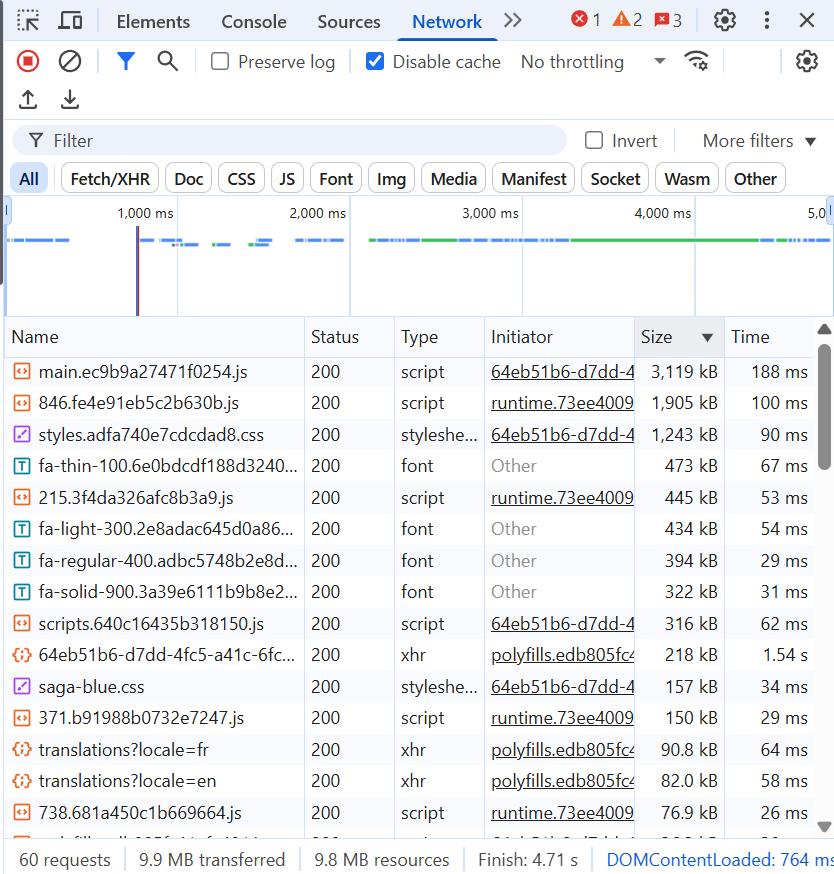 Elements Console Sources Network 1 2 3
Preserve log Disable cache No throttling
Filter Invert More filters
All Fetch/XHR Doc CSS JS Font Img Media Manifest Socket Wasm Other
1,000 ms 2,000 ms 3,000 ms 4,000 ms 5,0
Name Status Type Initiator Size Time
main.ec9b9a27471f0254.js 200 script 64eb51b6-d7dd-4 3,119 kB 188 ms
846.fe4e91eb5c2b630b.js 200 script runtime.73ee4009 1,905 kB 100 ms
styles.adfa740e7cdcdad8.css 200 styleshe... 64eb51b6-d7dd-4 1,243 kB 90 ms
fa-thin-100.6e0bdcdf188d3240... 200 font Other 473 kB 67 ms
215.3f4da326afc8b3a9.js 200 script runtime.73ee4009 445 kB 53 ms
fa-light-300.2e8adac645d0a86... 200 font Other 434 kB 54 ms
fa-regular-400.adbc5748b2e8d... 200 font Other 394 kB 29 ms
fa-solid-900.3a39e6111b9b8e2... 200 font Other 322 kB 31 ms
scripts.640c16435b318150.js 200 script 64eb51b6-d7dd-4 316 kB 62 ms
64eb51b6-d7dd-4fc5-a41c-6fc... 200 xhr polyfills.edb805fc4 218 kB 1.54 s
saga-blue.css 200 styleshe... 64eb51b6-d7dd-4 157 kB 34 ms
371.b91988b0732e7247.js 200 script runtime.73ee4009 150 kB 29 ms
translations?locale=fr 200 xhr polyfills.edb805fc4 90.8 kB 64 ms
translations?locale=en 200 xhr polyfills.edb805fc4 82.0 kB 58 ms
738.681a450c1b669664.js 200 script runtime.73ee4009 76.9 kB 26 ms
60 requests 9.9 MB transferred 9.8 MB resources Finish: 4.71 s DOMContentLoaded: 764 ms